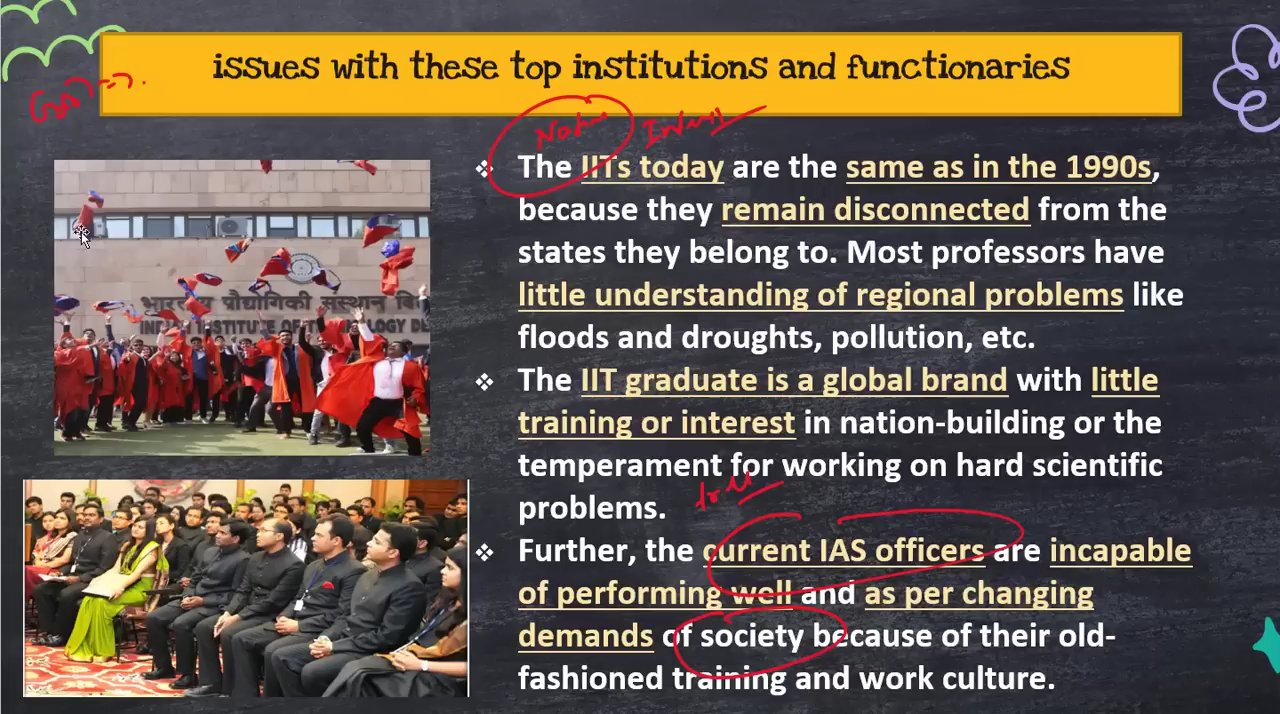 issues with these top institutions and functionaries
❖ The IITs today are the same as in the 1990s,
because they remain disconnected from the
states they belong to. Most professors have
little understanding of regional problems like
floods and droughts, pollution, etc.
❖ The IIT graduate is a global brand with little
training or interest in nation-building or the
temperament for working on hard scientific
problems.
❖ Further, the current IAS officers are incapable
of performing well and as per changing
demands of society because of their old-
fashioned training and work culture.
प्रौद्योगिकी संस्थान
INSTITUTE OF TECHNOLOGY